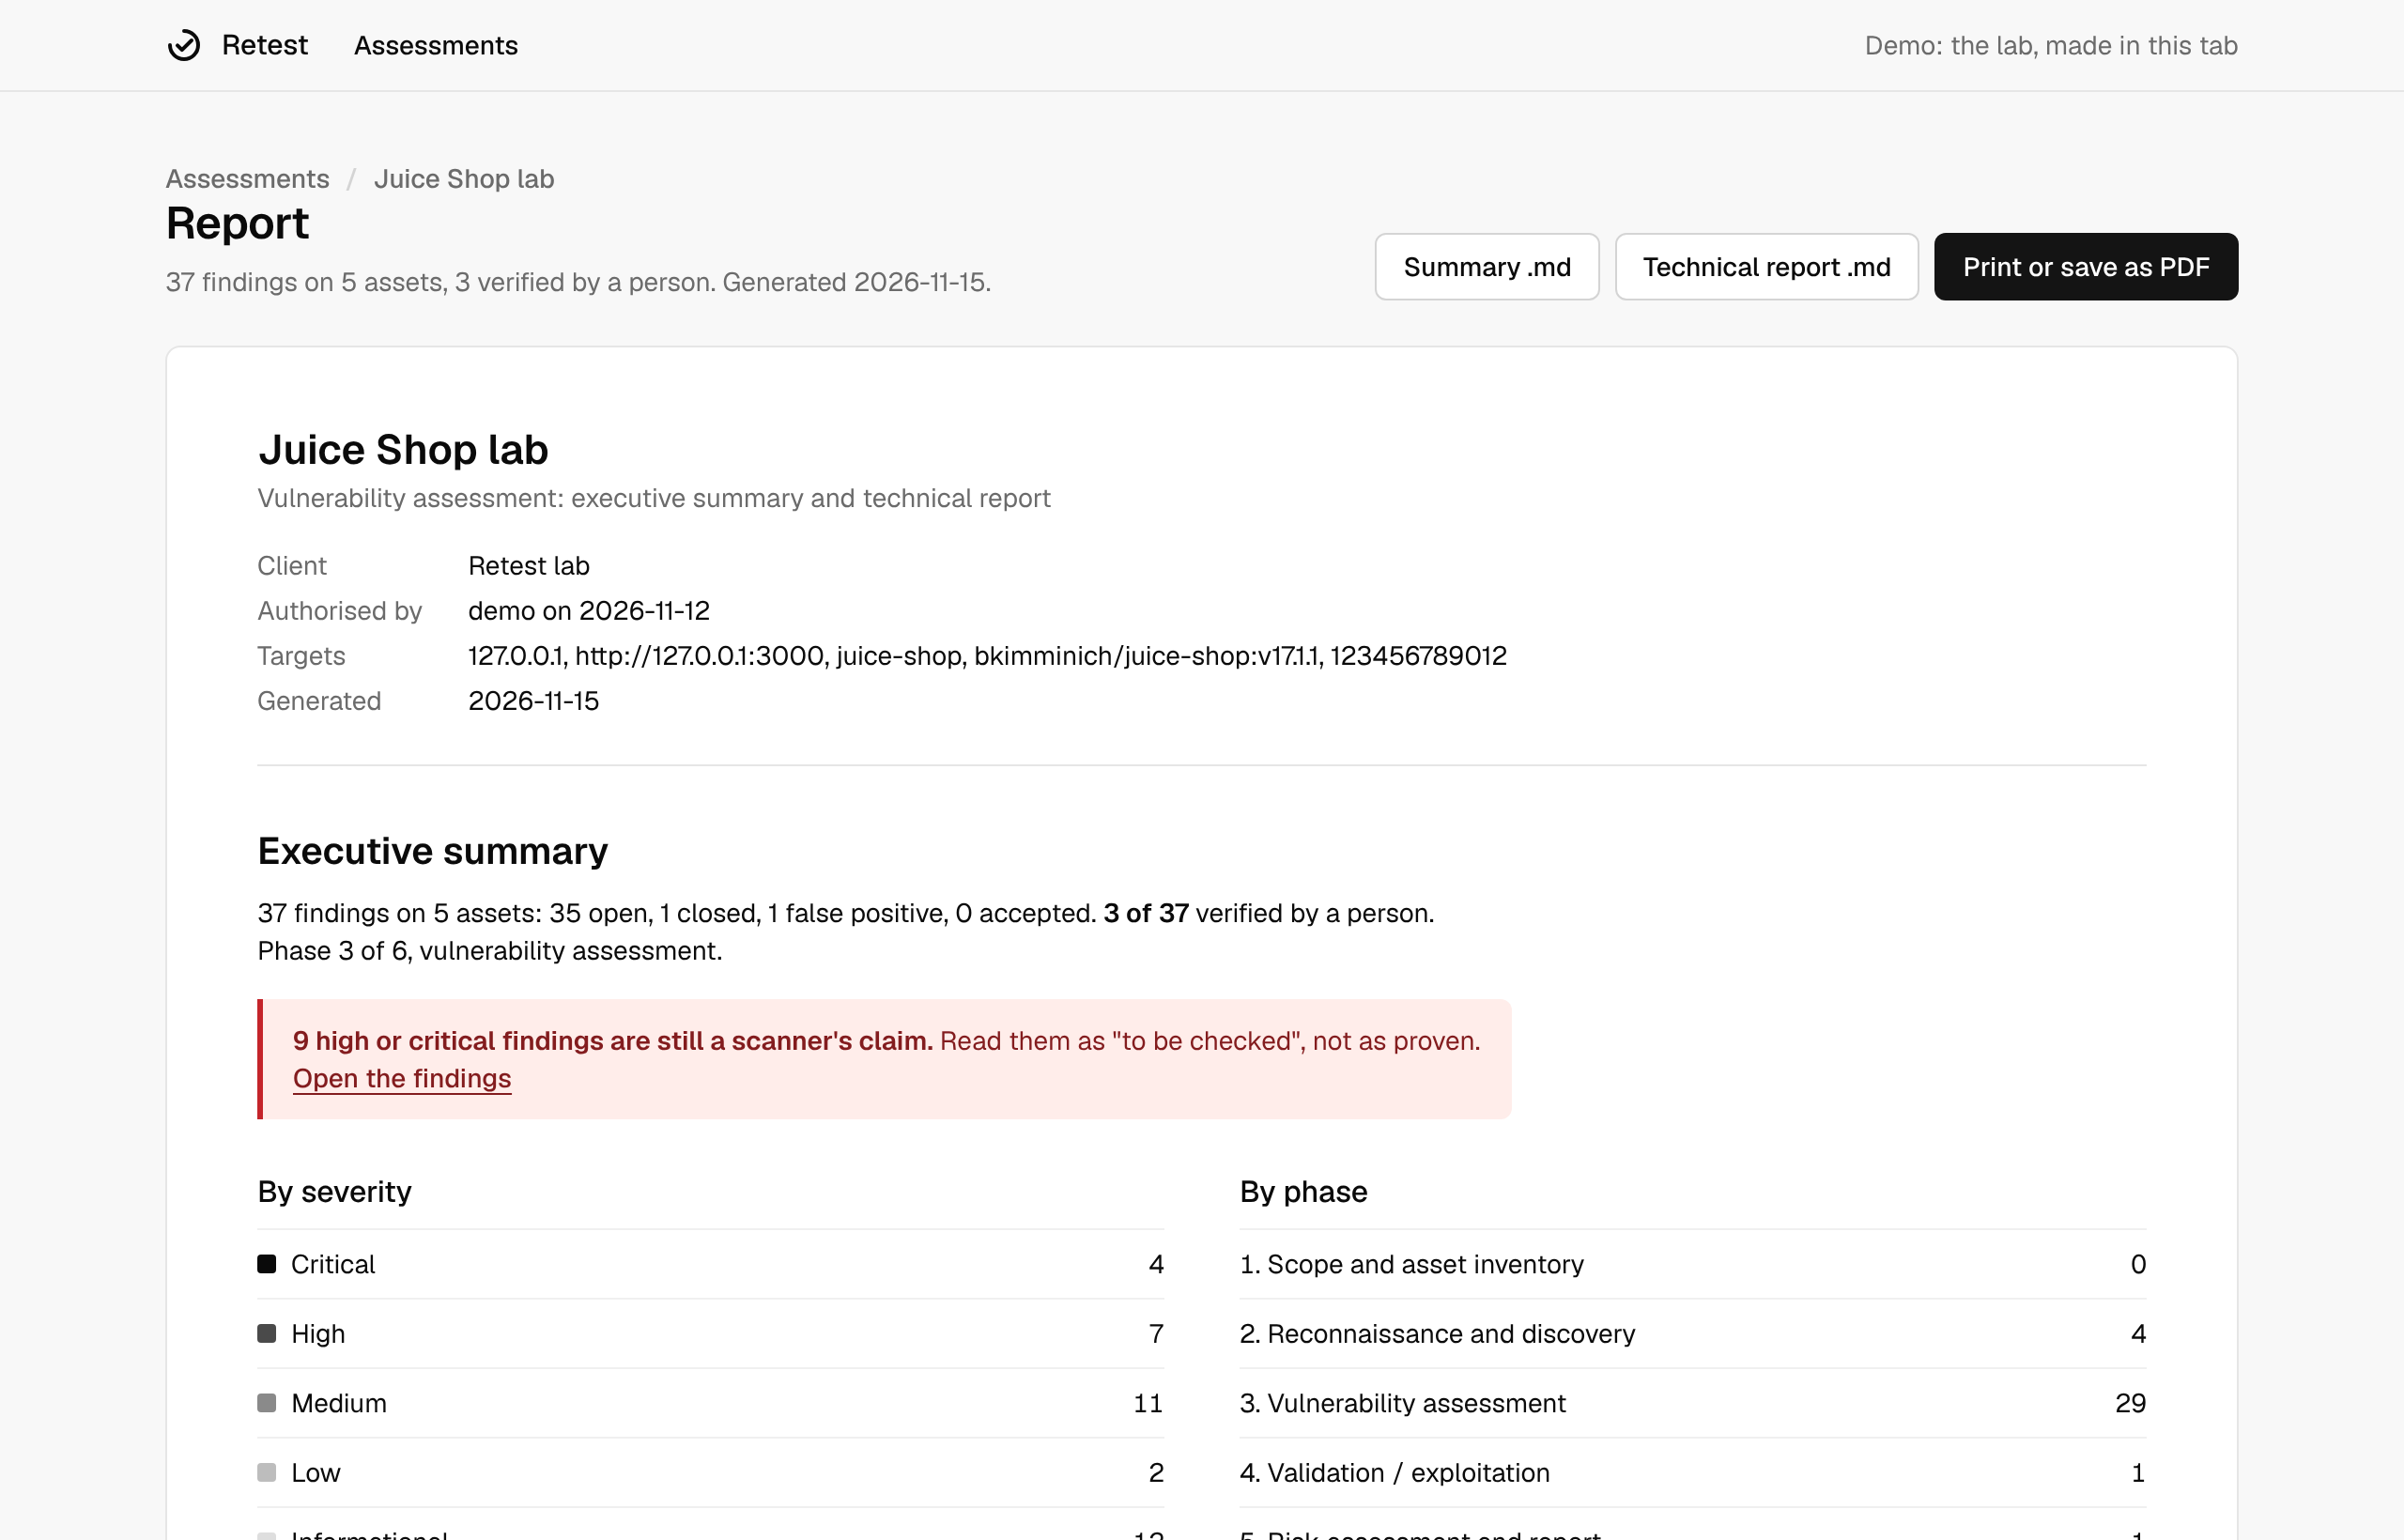 Retest
Assessments
Demo: the lab, made in this tab
Assessments / Juice Shop lab
Report
37 findings on 5 assets, 3 verified by a person. Generated 2026-11-15.
Summary .md
Technical report .md
Print or save as PDF
Juice Shop lab
Vulnerability assessment: executive summary and technical report
Client Retest lab
Authorised by demo on 2026-11-12
Targets 127.0.0.1, http://127.0.0.1:3000, juice-shop, bkimminich/juice-shop:v17.1.1, 123456789012
Generated 2026-11-15
Executive summary
37 findings on 5 assets: 35 open, 1 closed, 1 false positive, 0 accepted. 3 of 37 verified by a person.
Phase 3 of 6, vulnerability assessment.
9 high or critical findings are still a scanner's claim. Read them as "to be checked", not as proven.
Open the findings
By severity
Critical 4
High 7
Medium 11
Low 2
Informational
By phase
1. Scope and asset inventory 0
2. Reconnaissance and discovery 4
3. Vulnerability assessment 29
4. Validation / exploitation 1
5. Risk assessment and report